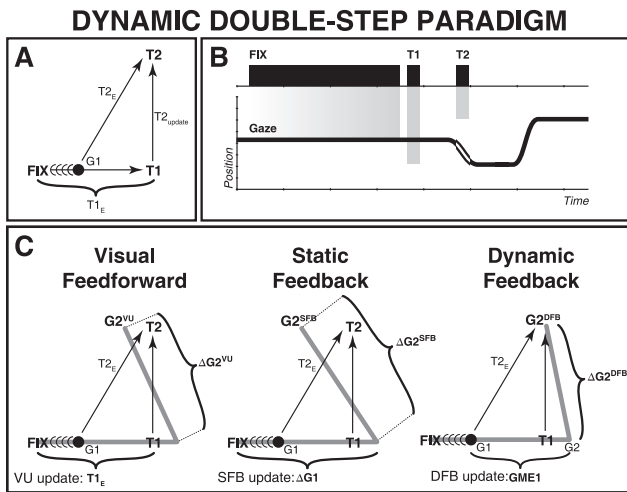 DYNAMIC DOUBLE-STEP PARADIGM
A
T2
T2E
T2update
FIX
G1
T1
T1E
B
FIX
T1
T2
Gaze
Position
Time
C
Visual
Feedforward
G2VU
T2
ΔG2VU
T2E
FIX
G1
T1
VU update: T1E
Static
Feedback
G2SFB
T2
ΔG2SFB
T2E
FIX
G1
T1
SFB update: ΔG1
Dynamic
Feedback
G2DFB
T2
T2E
ΔG2DFB
FIX
G1
T1
G2
DFB update: GME1